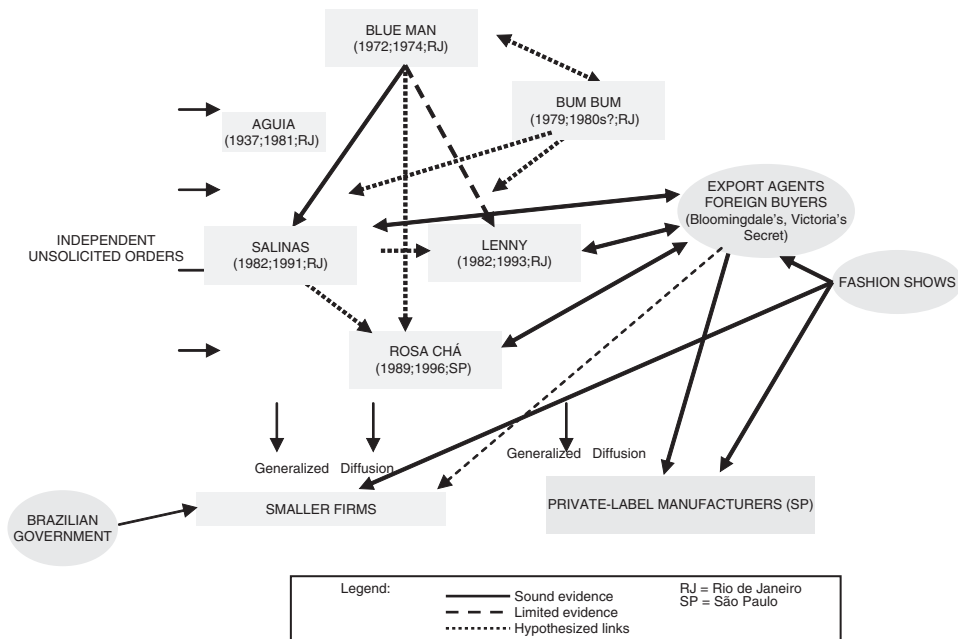 BLUE MAN
(1972;1974;RJ)
BUM BUM
(1979;1980s?;RJ)
AGUIA
(1937;1981;RJ)
EXPORT AGENTS
FOREIGN BUYERS
(Bloomingdale's, Victoria's
Secret)
INDEPENDENT
UNSOLICITED ORDERS
SALINAS
(1982;1991;RJ)
LENNY
(1982;1993;RJ)
FASHION SHOWS
ROSA CHÁ
(1989;1996;SP)
Generalized Diffusion
Generalized Diffusion
SMALLER FIRMS
PRIVATE-LABEL MANUFACTURERS (SP)
BRAZILIAN
GOVERNMENT
Legend:
Sound evidence
Limited evidence
Hypothesized links
RJ = Rio de Janeiro
SP = São Paulo